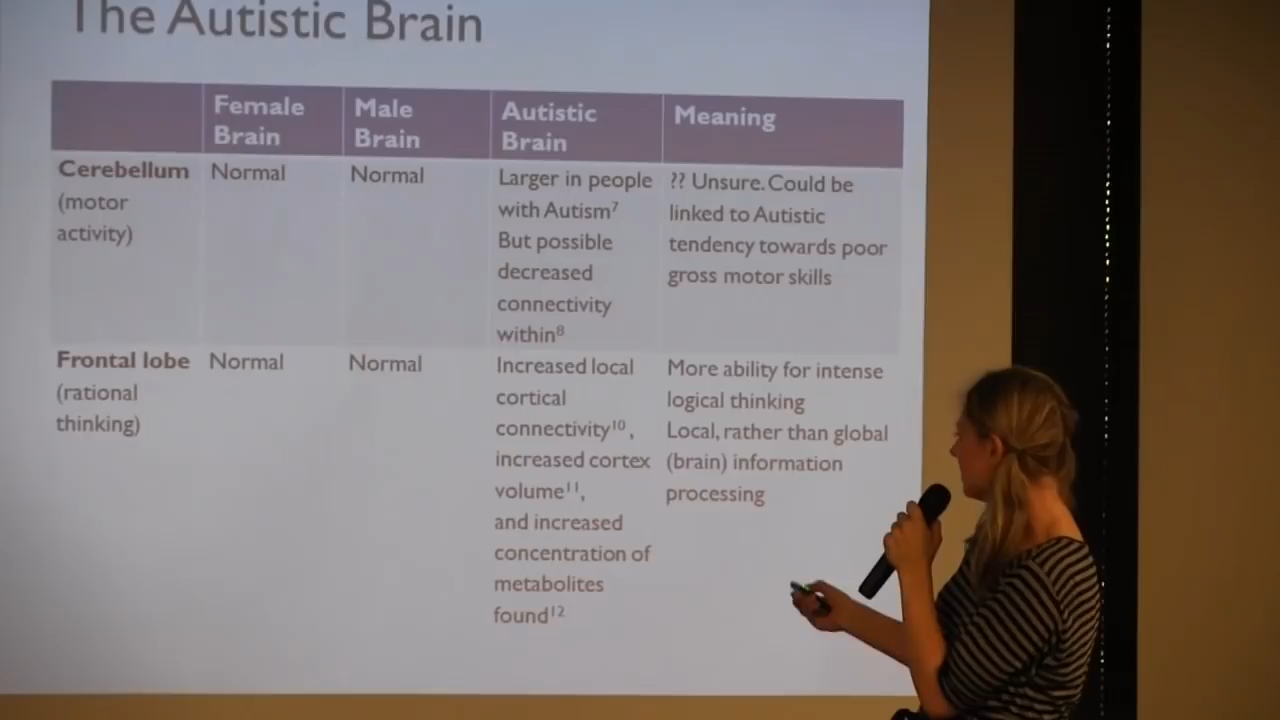 The Autistic Brain
Female Brain
Male Brain
Autistic Brain
Meaning
Cerebellum
(motor
activity)
Normal
Normal
Larger in people
with Autism⁷
But possible
decreased
connectivity
within⁸
?? Unsure. Could be
linked to Autistic
tendency towards poor
gross motor skills
Frontal lobe
(rational
thinking)
Normal
Normal
Increased local
cortical
connectivity¹⁰,
increased cortex
volume¹¹,
and increased
concentration of
metabolites
found¹²
More ability for intense
logical thinking
Local, rather than global
(brain) information
processing